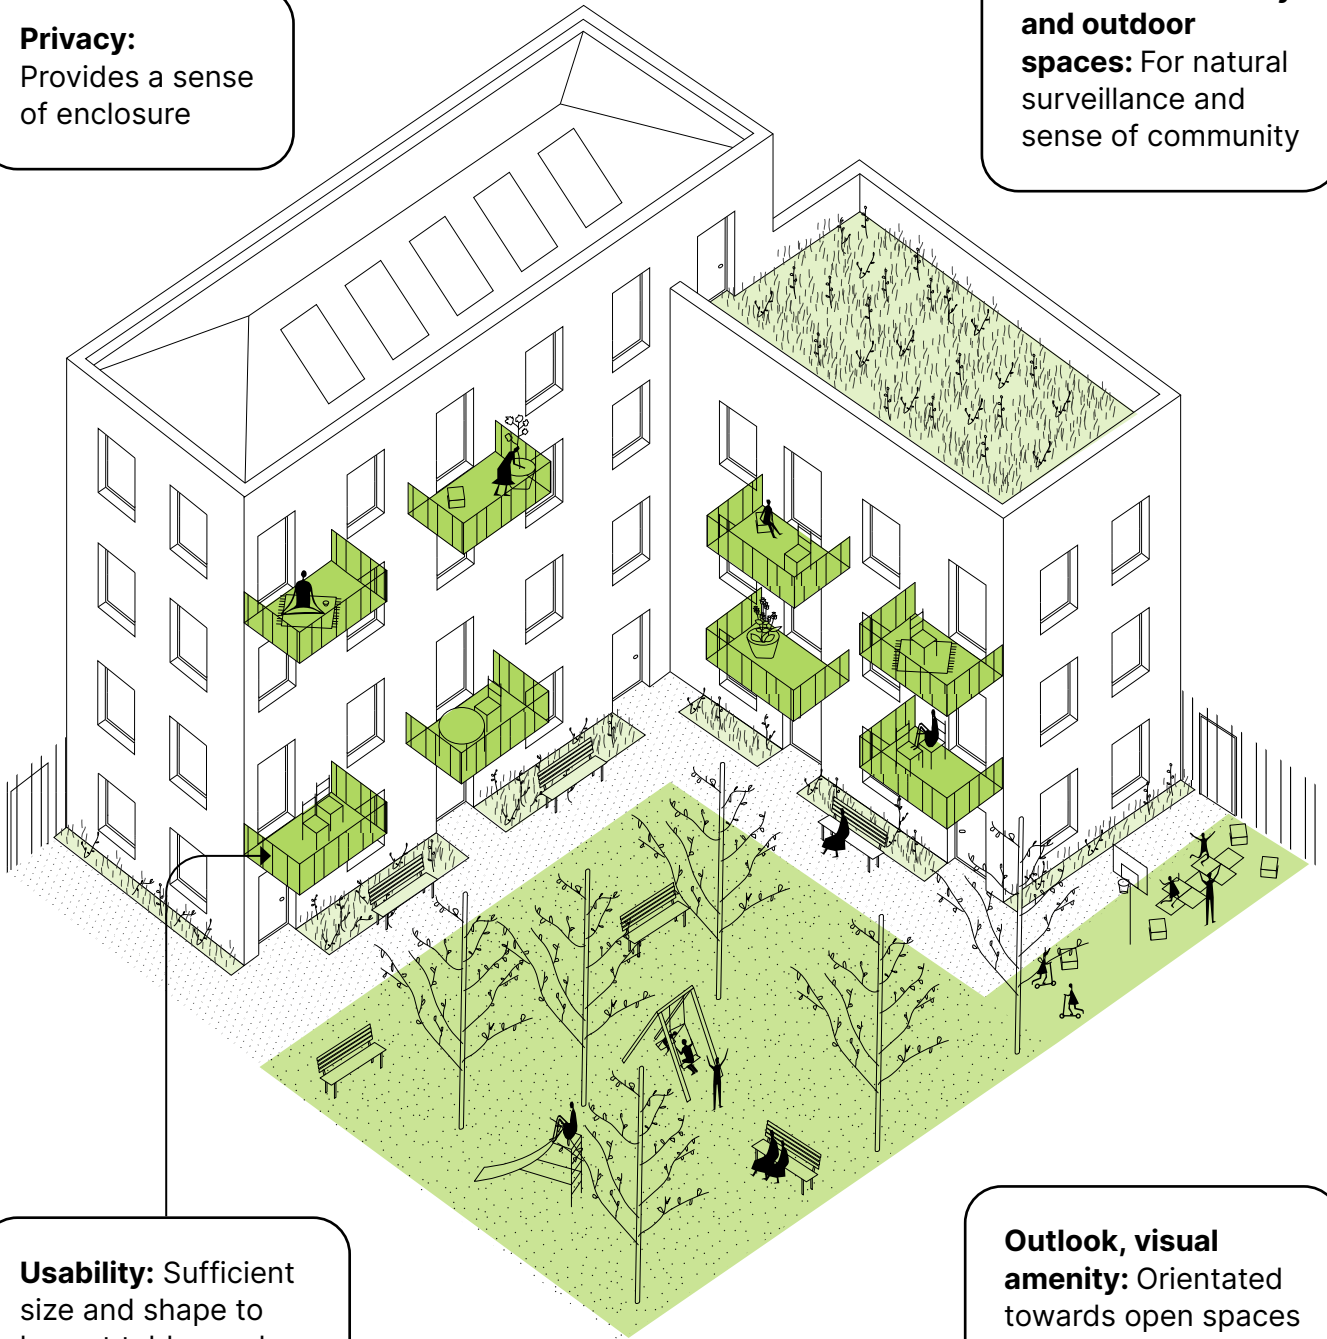 Privacy:
Provides a sense
of enclosure
and outdoor
spaces: For natural
surveillance and
sense of community
Usability: Sufficient
size and shape to
Outlook, visual
amenity: Orientated
towards open spaces